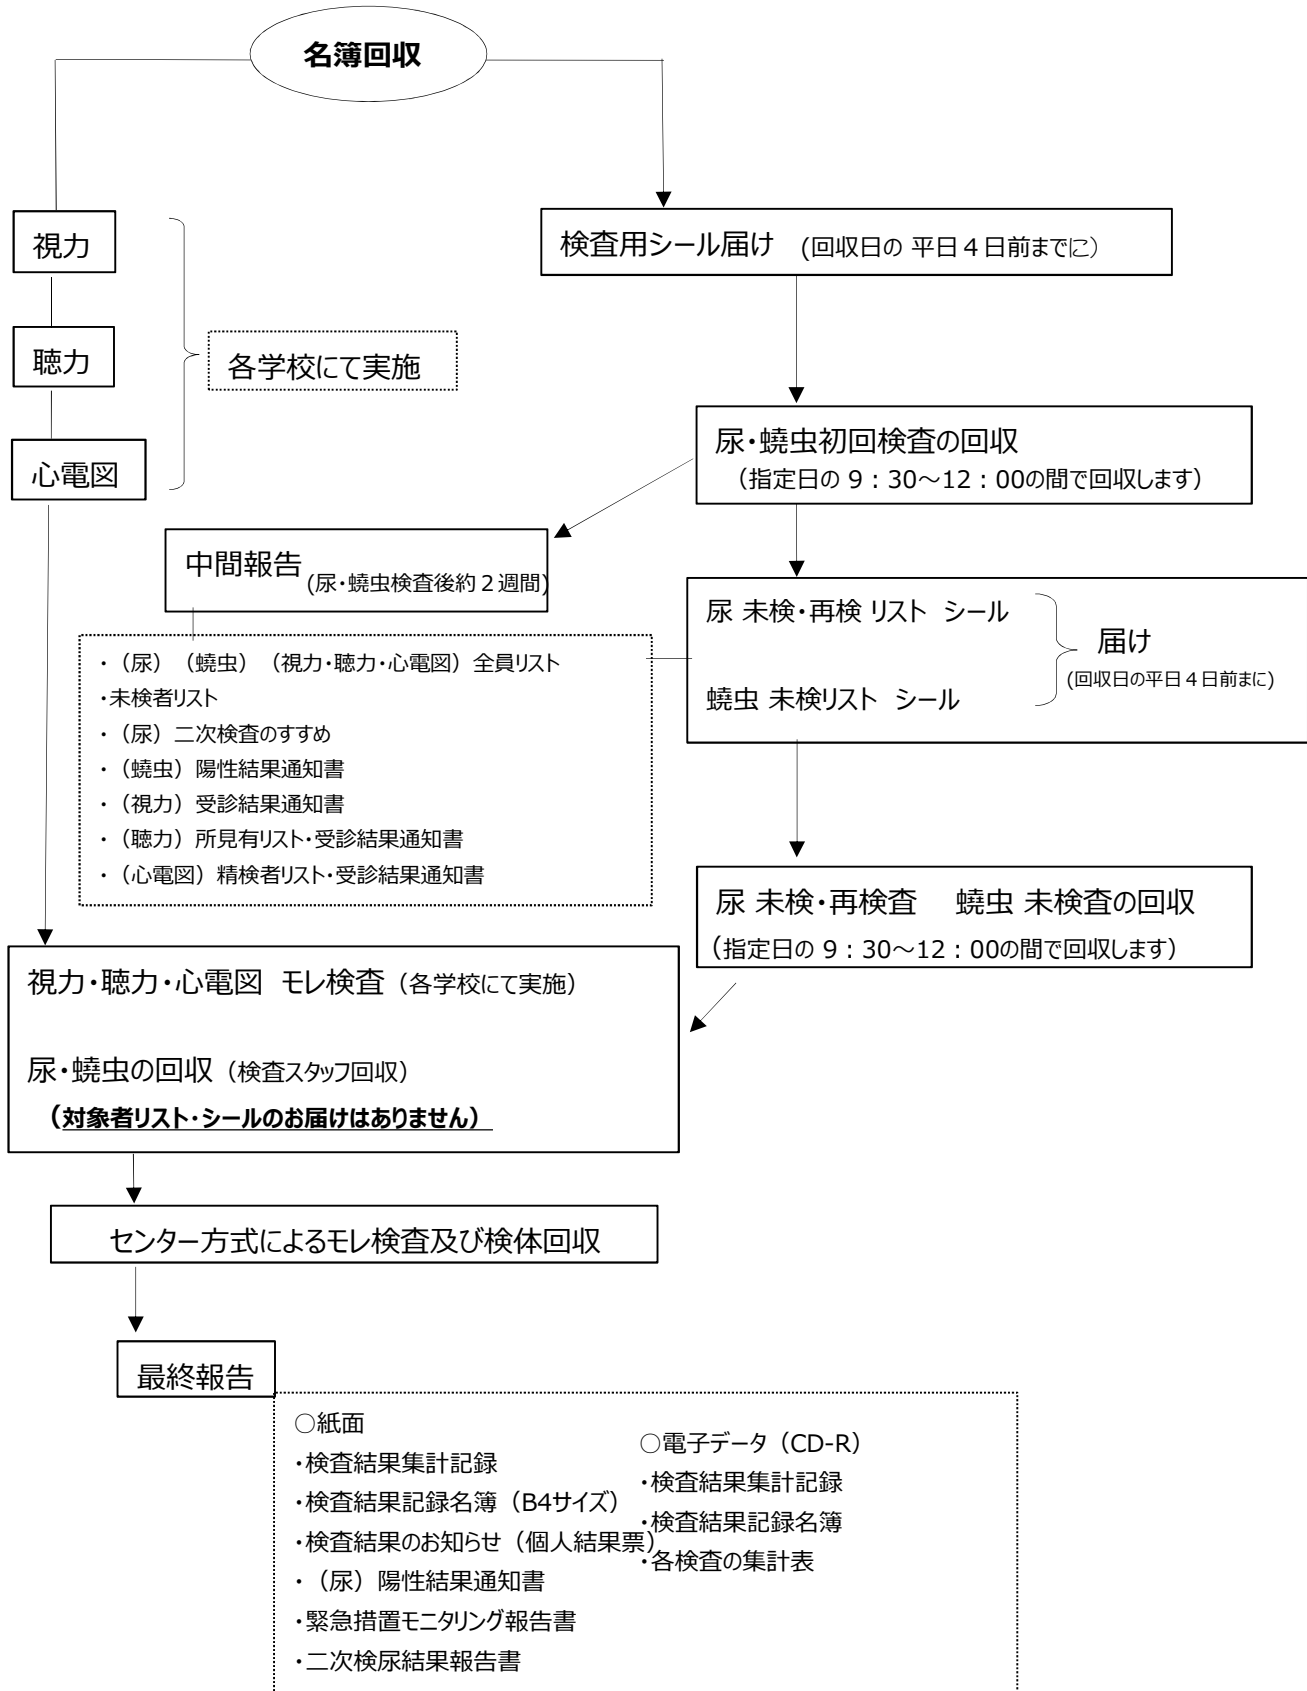 名簿回収
視力
検査用シール届け (回収日の 平日４日前までに）
聴力
各学校にて実施
心電図
尿・蟯虫初回検査の回収
（指定日の 9：30～12：00の間で回収します）
中間報告 (尿・蟯虫検査後約２週間)
尿 未検・再検 リスト シール
届け
(回収日の平日４日前まに)
蟯虫 未検リスト シール
・（尿）（蟯虫）（視力・聴力・心電図）全員リスト
・未検者リスト
・（尿）二次検査のすすめ
・（蟯虫）陽性結果通知書
・（視力）受診結果通知書
・（聴力）所見有リスト・受診結果通知書
・（心電図）精検者リスト・受診結果通知書
尿 未検・再検査 蟯虫 未検査の回収
（指定日の 9：30～12：00の間で回収します）
視力・聴力・心電図 モレ検査（各学校にて実施）
尿・蟯虫の回収（検査スタッフ回収）
（対象者リスト・シールのお届けはありません）
センター方式によるモレ検査及び検体回収
最終報告
○紙面
・検査結果集計記録
・検査結果記録名簿（B4サイズ）
・検査結果のお知らせ（個人結果票）
・（尿）陽性結果通知書
・緊急措置モニタリング報告書
・二次検尿結果報告書
○電子データ（CD-R）
・検査結果集計記録
・検査結果記録名簿
・各検査の集計表